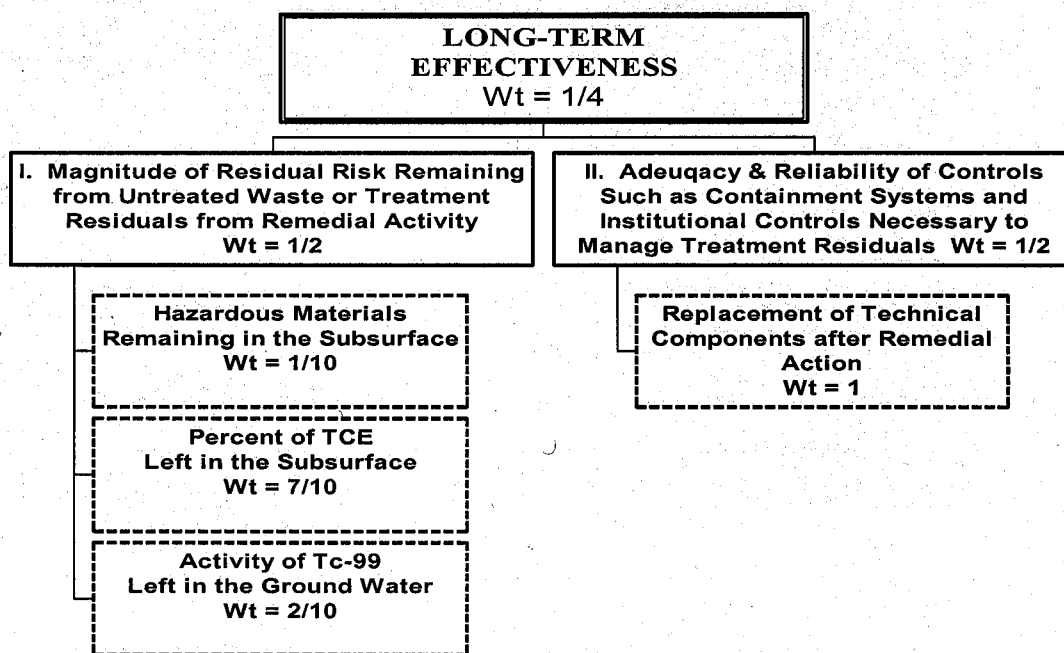 LONG-TERM
EFFECTIVENESS
Wt = 1/4
I. Magnitude of Residual Risk Remaining
from Untreated Waste or Treatment
Residuals from Remedial Activity
Wt = 1/2
II. Adeuqacy & Reliability of Controls
Such as Containment Systems and
Institutional Controls Necessary to
Manage Treatment Residuals Wt = 1/2
Hazardous Materials
Remaining in the Subsurface
Wt = 1/10
Percent of TCE
Left in the Subsurface
Wt = 7/10
Activity of Tc-99
Left in the Ground Water
Wt = 2/10
Replacement of Technical
Components after Remedial
Action
Wt = 1